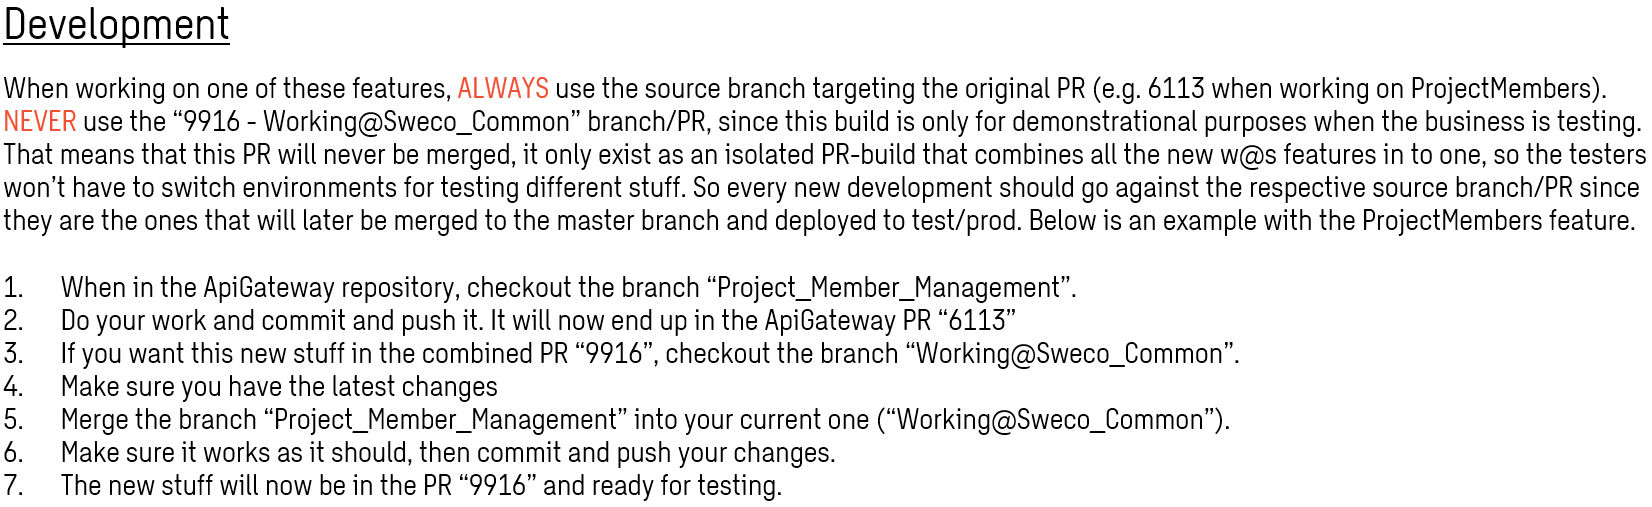 Development
When working on one of these features, ALWAYS use the source branch targeting the original PR (e.g. 6113 when working on ProjectMembers).
NEVER use the “9916 - Working@Sweco_Common” branch/PR, since this build is only for demonstrational purposes when the business is testing.
That means that this PR will never be merged, it only exist as an isolated PR-build that combines all the new w@s features in to one, so the testers
won’t have to switch environments for testing different stuff. So every new development should go against the respective source branch/PR since
they are the ones that will later be merged to the master branch and deployed to test/prod. Below is an example with the ProjectMembers feature.
1. When in the ApiGateway repository, checkout the branch “Project_Member_Management”.
2. Do your work and commit and push it. It will now end up in the ApiGateway PR “6113”
3. If you want this new stuff in the combined PR “9916”, checkout the branch “Working@Sweco_Common”.
4. Make sure you have the latest changes
5. Merge the branch “Project_Member_Management” into your current one (“Working@Sweco_Common”).
6. Make sure it works as it should, then commit and push your changes.
7. The new stuff will now be in the PR “9916” and ready for testing.